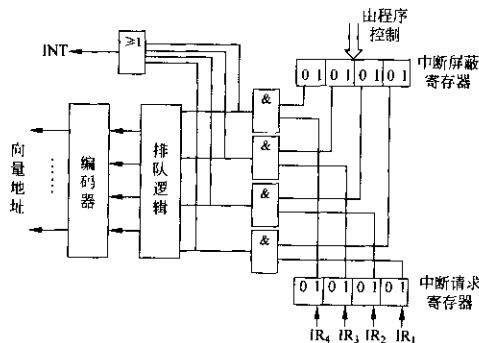 由程序
控制
INT
≥1
中断屏蔽
寄存器
0 1 0 1 0 1 0 1
&
&
&
&
向量地址
……
编码器
排队逻辑
中断请求
寄存器
0 1 0 1 0 1 0 1
IR₄ IR₃ IR₂ IR₁